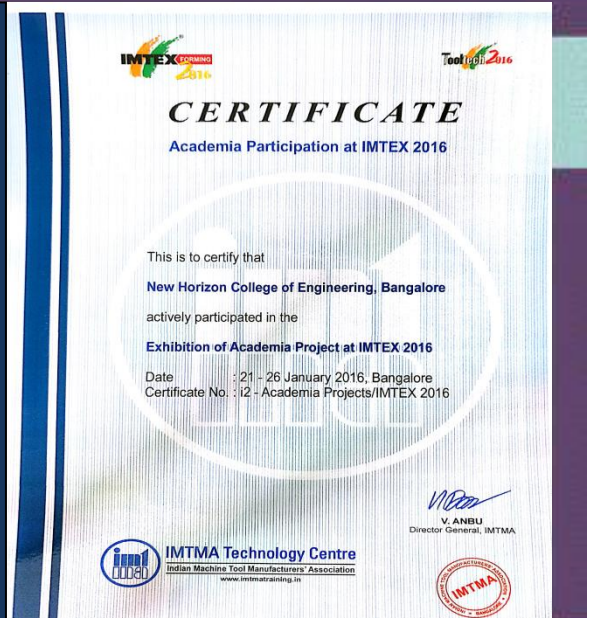 IMTEX FORMING
2016
Tooltech 2016
CERTIFICATE
Academia Participation at IMTEX 2016
This is to certify that
New Horizon College of Engineering, Bangalore
actively participated in the
Exhibition of Academia Project at IMTEX 2016
Date : 21 - 26 January 2016, Bangalore
Certificate No. : i2 - Academia Projects/IMTEX 2016
V. ANBU
Director General, IMTMA
IMTMA Technology Centre
Indian Machine Tool Manufacturers' Association
www.imtmatraining.in
IMTMA